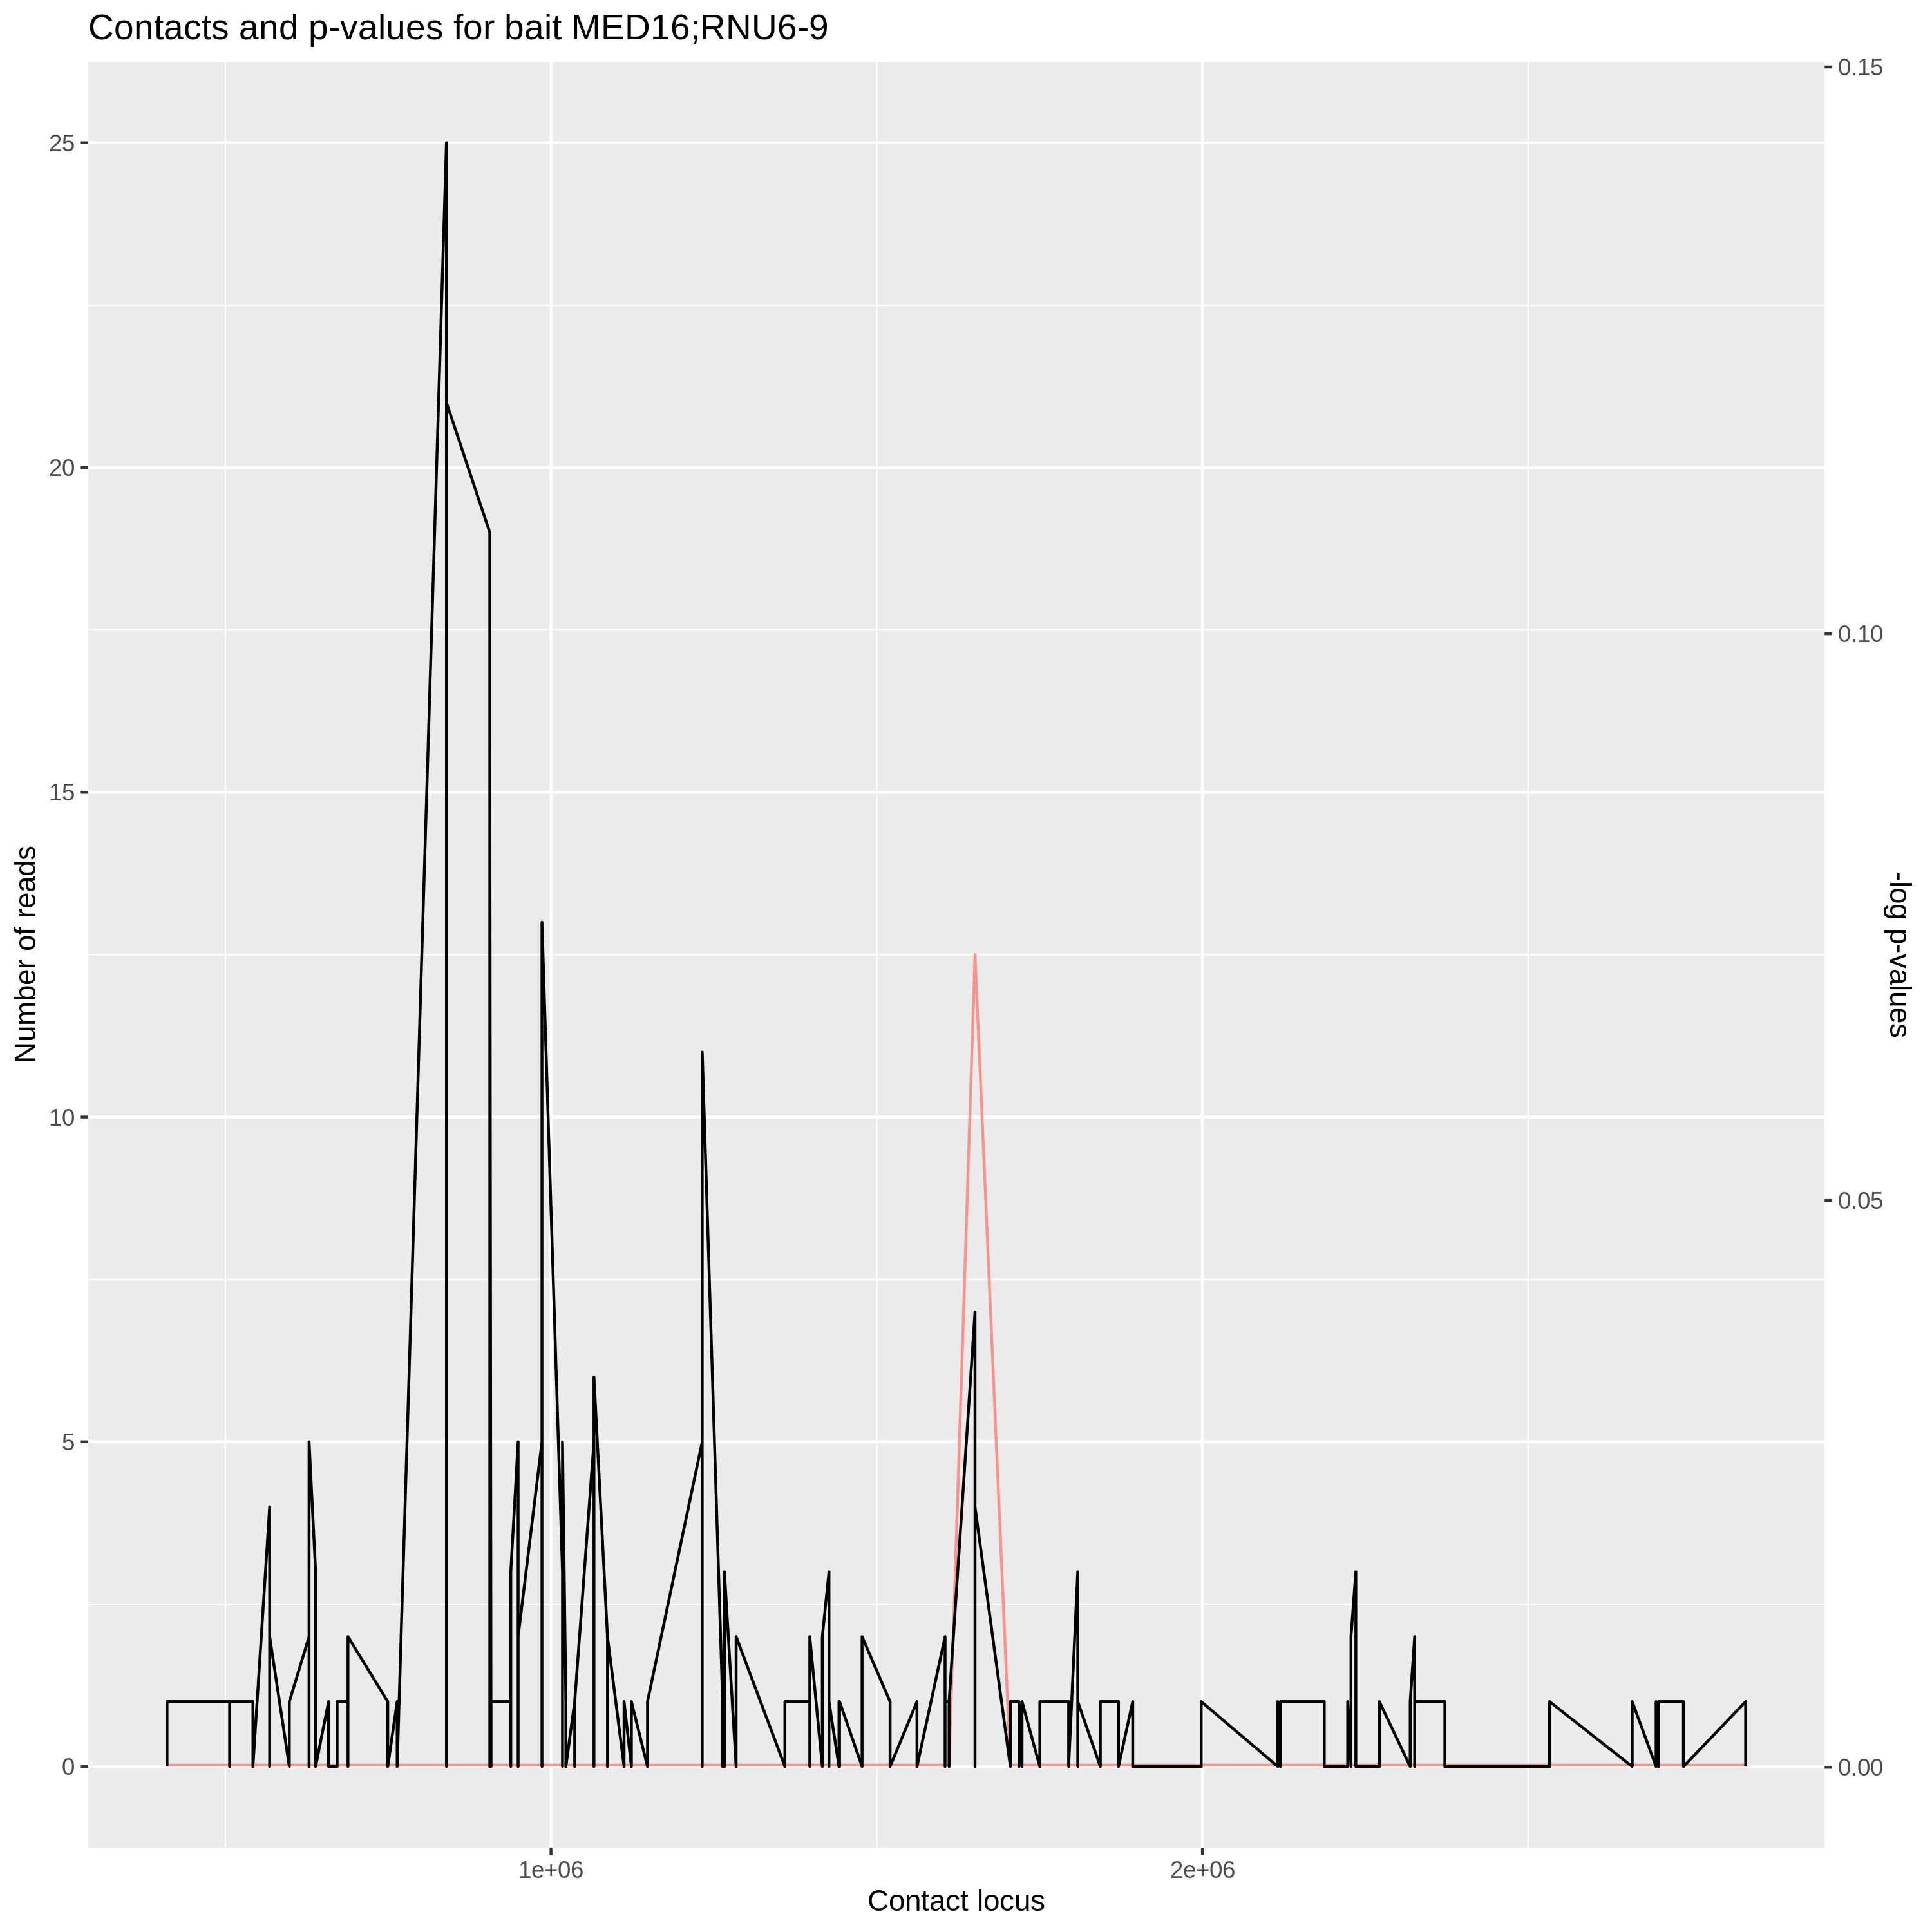 Contacts and p-values for bait MED16;RNU6-9
Number of reads
25
20
15
10
5
0
0.15
0.10
0.05
0.00
-log p-values
1e+06
2e+06
Contact locus